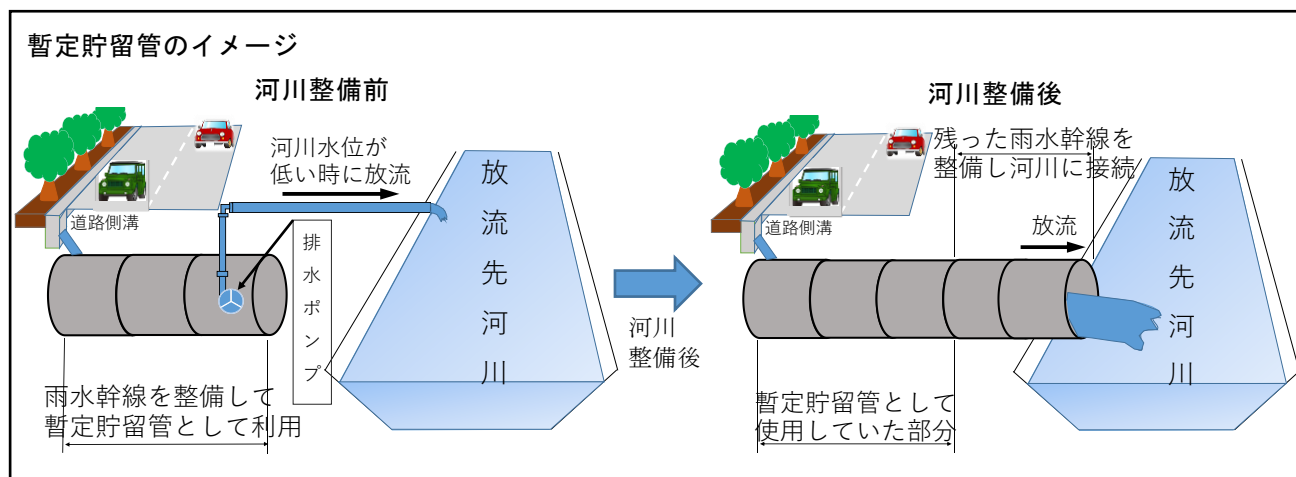 暫定貯留管のイメージ
河川整備前
河川水位が
低い時に放流
道路側溝
排水ポンプ
放流先河川
雨水幹線を整備して
暫定貯留管として利用
河川
整備後
河川整備後
残った雨水幹線を
整備し河川に接続
道路側溝
放流
放流先河川
暫定貯留管として
使用していた部分